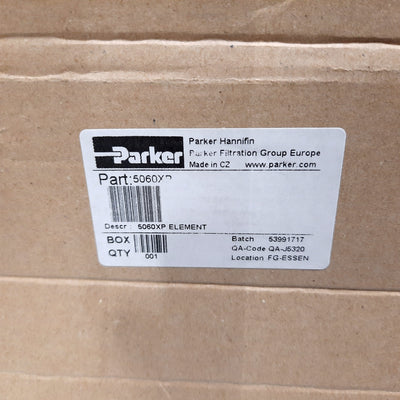 Parker
Parker Hannifin
Parker Filtration Group Europe
Made in CZ www.parker.com
Part:5060XP
Descr : 5060XP ELEMENT
BOX
QTY 001
Batch 53991717
QA-Code QA-J5320
Location FG-ESSEN